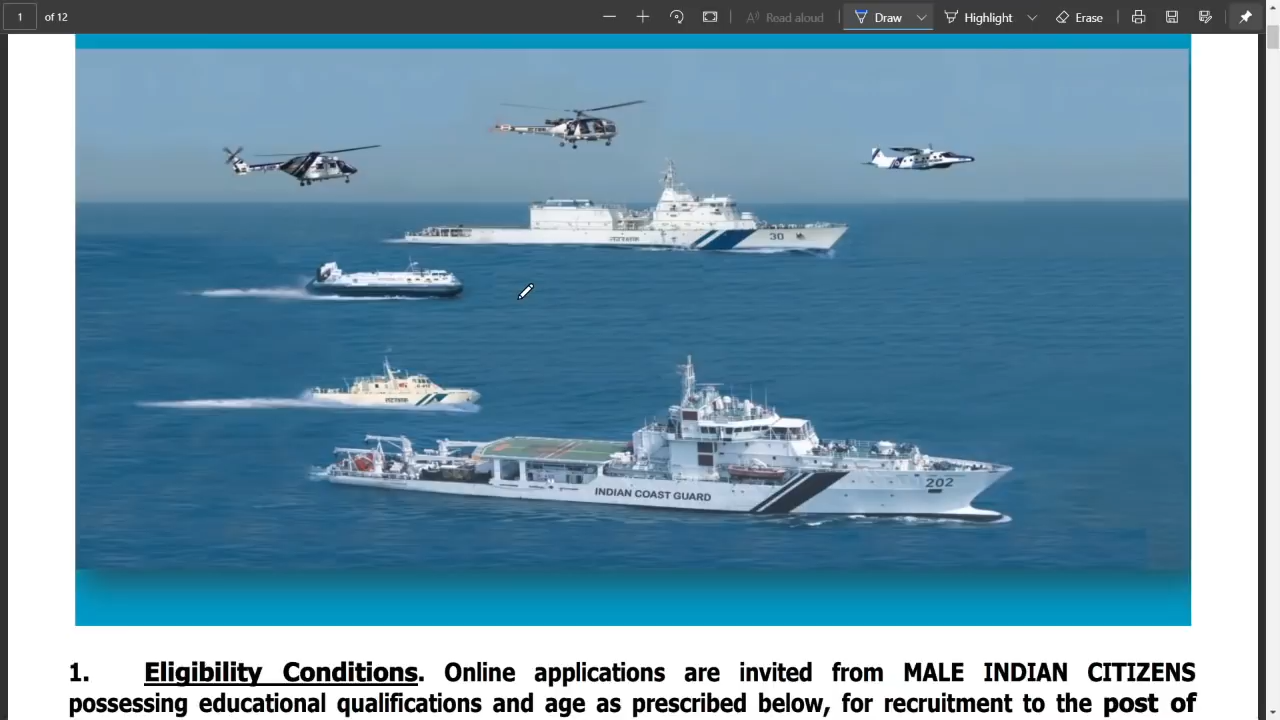 1 of 12 Read aloud Draw Highlight Erase
30
INDIAN COAST GUARD
202
1. Eligibility Conditions. Online applications are invited from MALE INDIAN CITIZENS
possessing educational qualifications and age as prescribed below, for recruitment to the post of